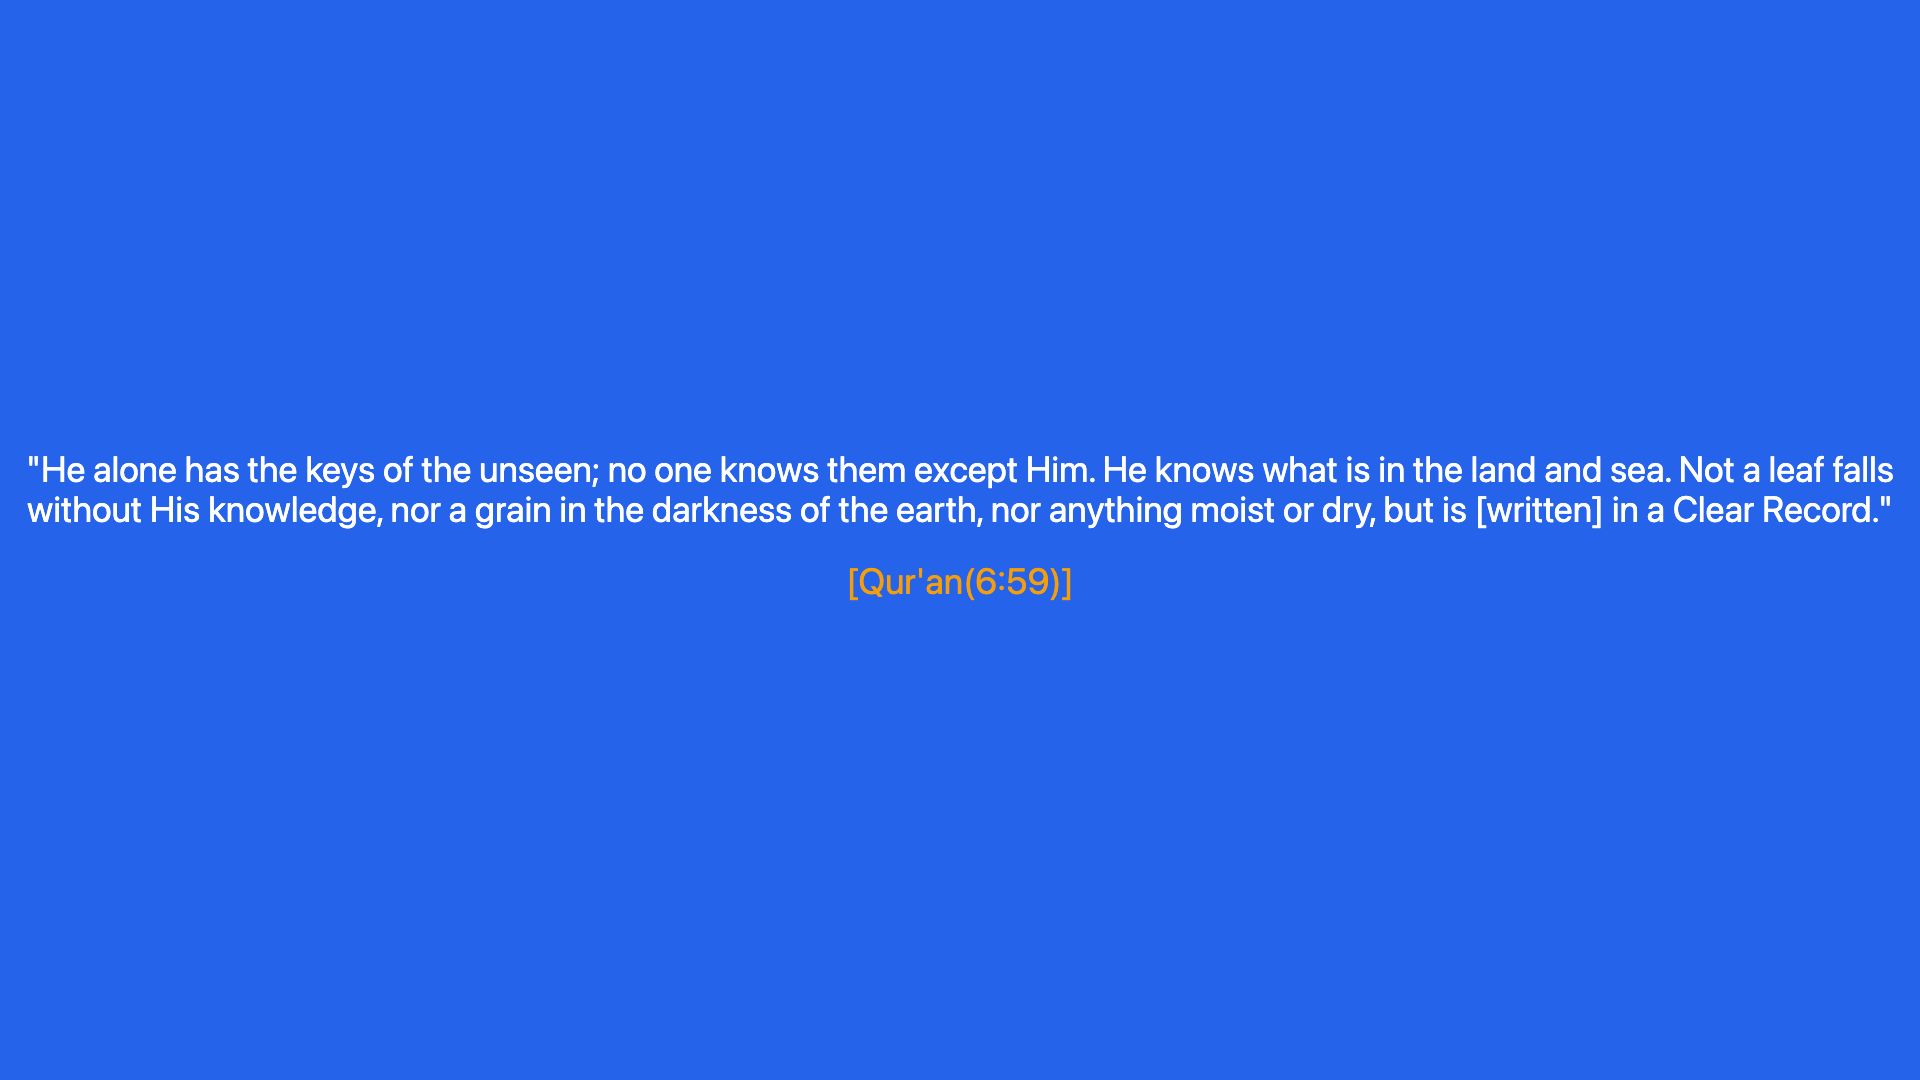 "He alone has the keys of the unseen; no one knows them except Him. He knows what is in the land and sea. Not a leaf falls
without His knowledge, nor a grain in the darkness of the earth, nor anything moist or dry, but is [written] in a Clear Record."
[Qur'an(6:59)]